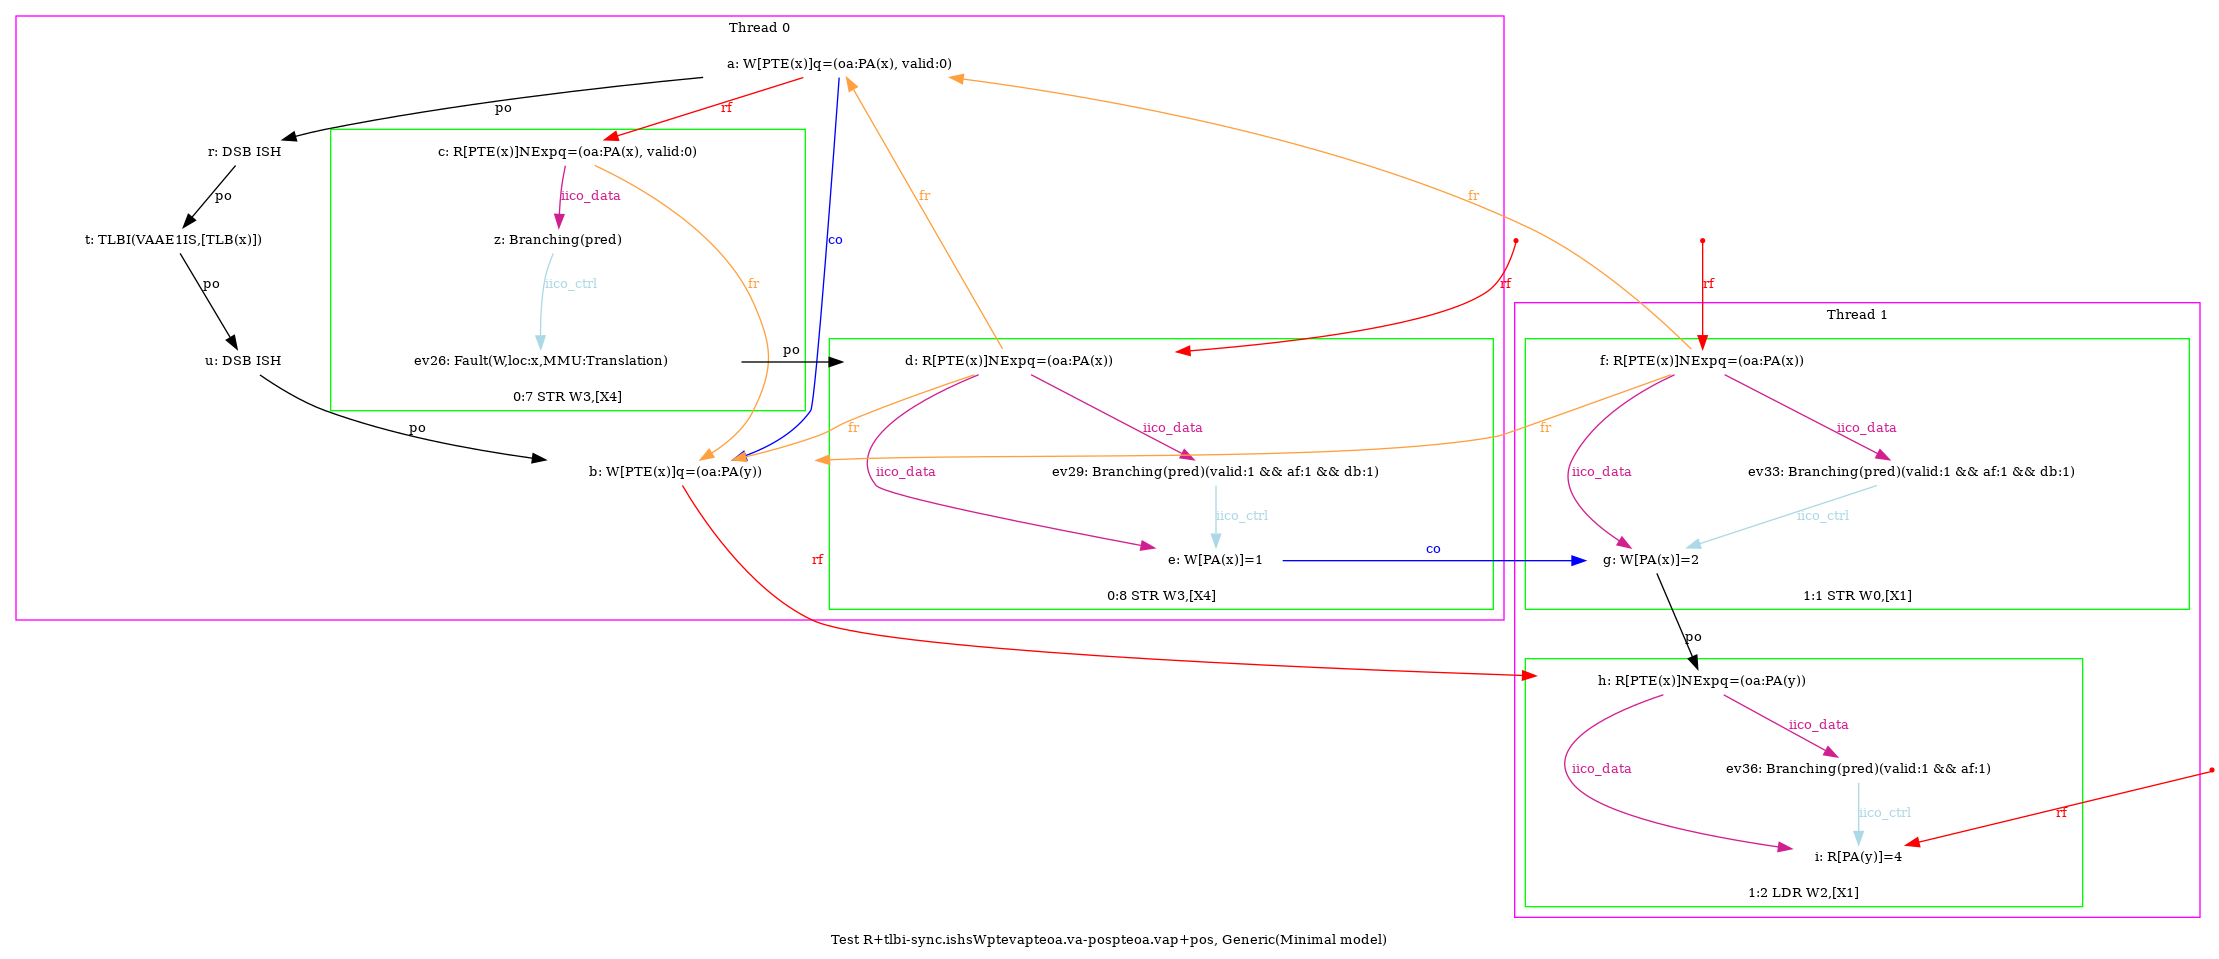 Thread 0
a: W[PTE(x)]q=(oa:PA(x), valid:0)
po
rf
r: DSB ISH
c: R[PTE(x)]NExpq=(oa:PA(x), valid:0)
po
iico_data
fr
fr
t: TLBI(VAAE1IS,[TLB(x)])
z: Branching(pred)
co
po
iico_ctrl
fr
rf
rf
Thread 1
u: DSB ISH
ev26: Fault(W,loc:x,MMU:Translation)
po
d: R[PTE(x)]NExpq=(oa:PA(x))
f: R[PTE(x)]NExpq=(oa:PA(x))
0:7 STR W3,[X4]
po
fr
iico_data
fr
iico_data
b: W[PTE(x)]q=(oa:PA(y))
iico_data
ev29: Branching(pred)(valid:1 && af:1 && db:1)
iico_data
ev33: Branching(pred)(valid:1 && af:1 && db:1)
iico_ctrl
iico_ctrl
rf
e: W[PA(x)]=1
co
g: W[PA(x)]=2
0:8 STR W3,[X4]
1:1 STR W0,[X1]
po
h: R[PTE(x)]NExpq=(oa:PA(y))
iico_data
iico_data
ev36: Branching(pred)(valid:1 && af:1)
iico_ctrl
rf
i: R[PA(y)]=4
1:2 LDR W2,[X1]
Test R+tlbi-sync.ishsWptevapteoa.va-pospteoa.vap+pos, Generic(Minimal model)